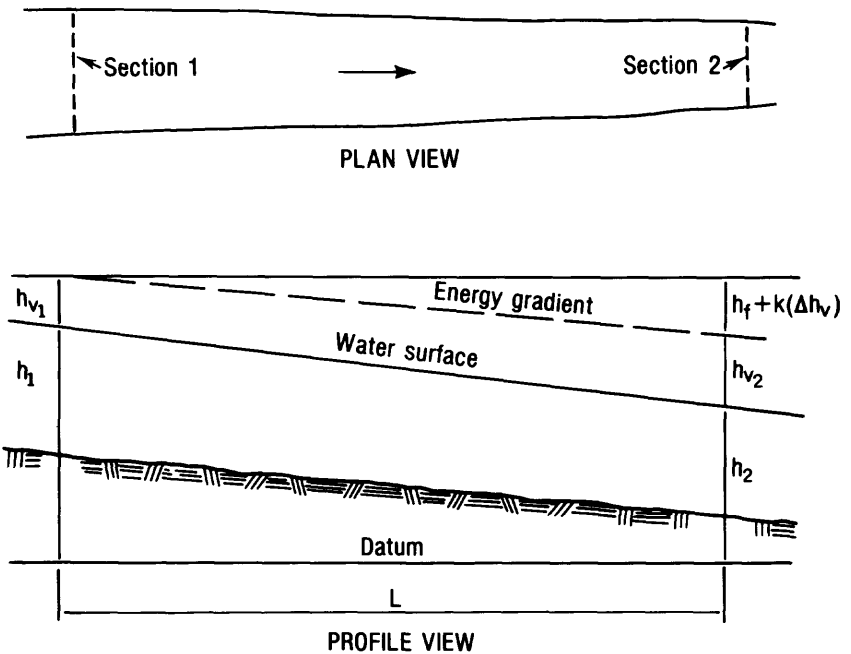 Section 1
Section 2
PLAN VIEW
Energy gradient
hv1
hf+k(Δhv)
Water surface
h1
hv2
h2
Datum
L
PROFILE VIEW